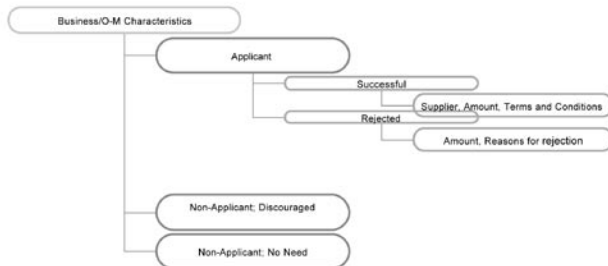 Business/O-M Characteristics
Applicant
Successful
Supplier, Amount, Terms and Conditions
Rejected
Amount, Reasons for rejection
Non-Applicant; Discouraged
Non-Applicant; No Need